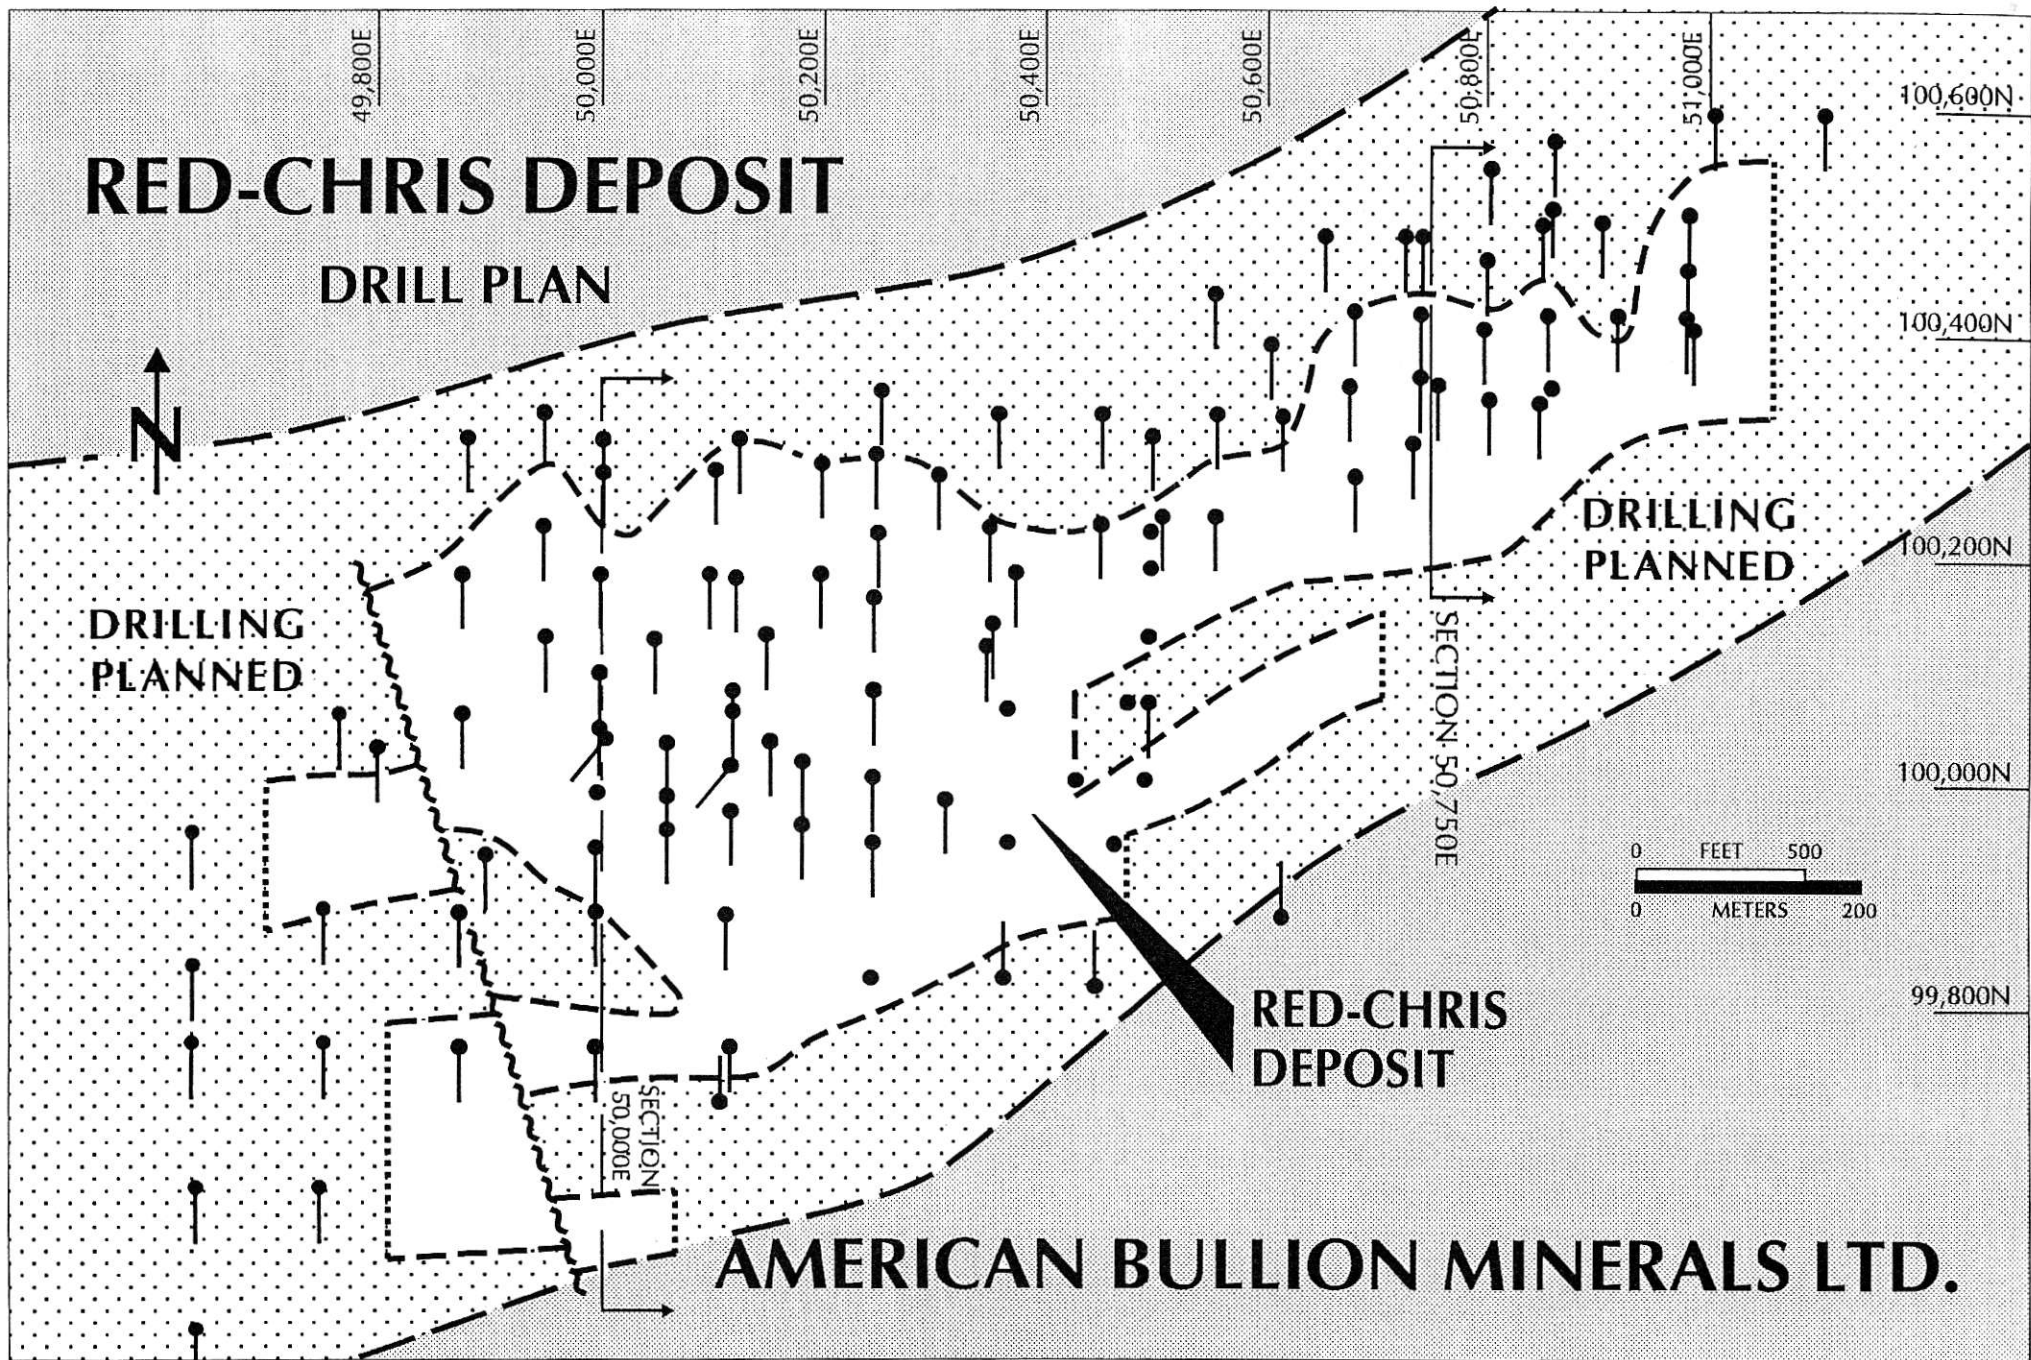 49,800E
50,000E
50,200E
50,400E
50,600E
50,800E
51,000E
100,600N
RED-CHRIS DEPOSIT
DRILL PLAN
100,400N
N
DRILLING
PLANNED
100,200N
DRILLING
PLANNED
SECTION 50,750E
100,000N
0 FEET 500
0 METERS 200
99,800N
RED-CHRIS
DEPOSIT
SECTION
50,000E
AMERICAN BULLION MINERALS LTD.